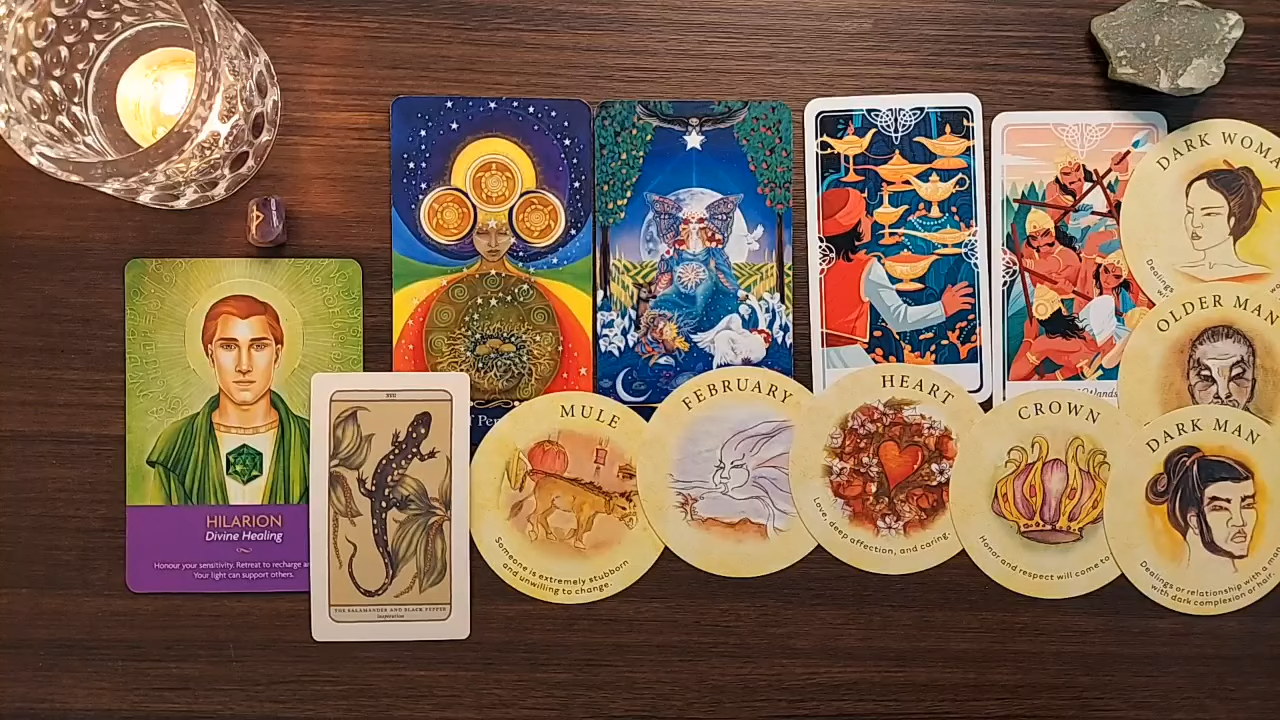 HILARION
Divine Healing
Honour your sensitivity. Retreat to recharge
Your light can support others.
XVII
THE SALAMANDER AND BLACK PEPPER
inspiration
MULE
Someone is extremely stubborn
and unwilling to change.
FEBRUARY
HEART
Love, deep affection, and caring.
CROWN
Honor and respect will come to
Wands
DARK
Dealings
OLDER MAN
DARK MAN
Dealings or relationship with a
with dark complexion or hair.